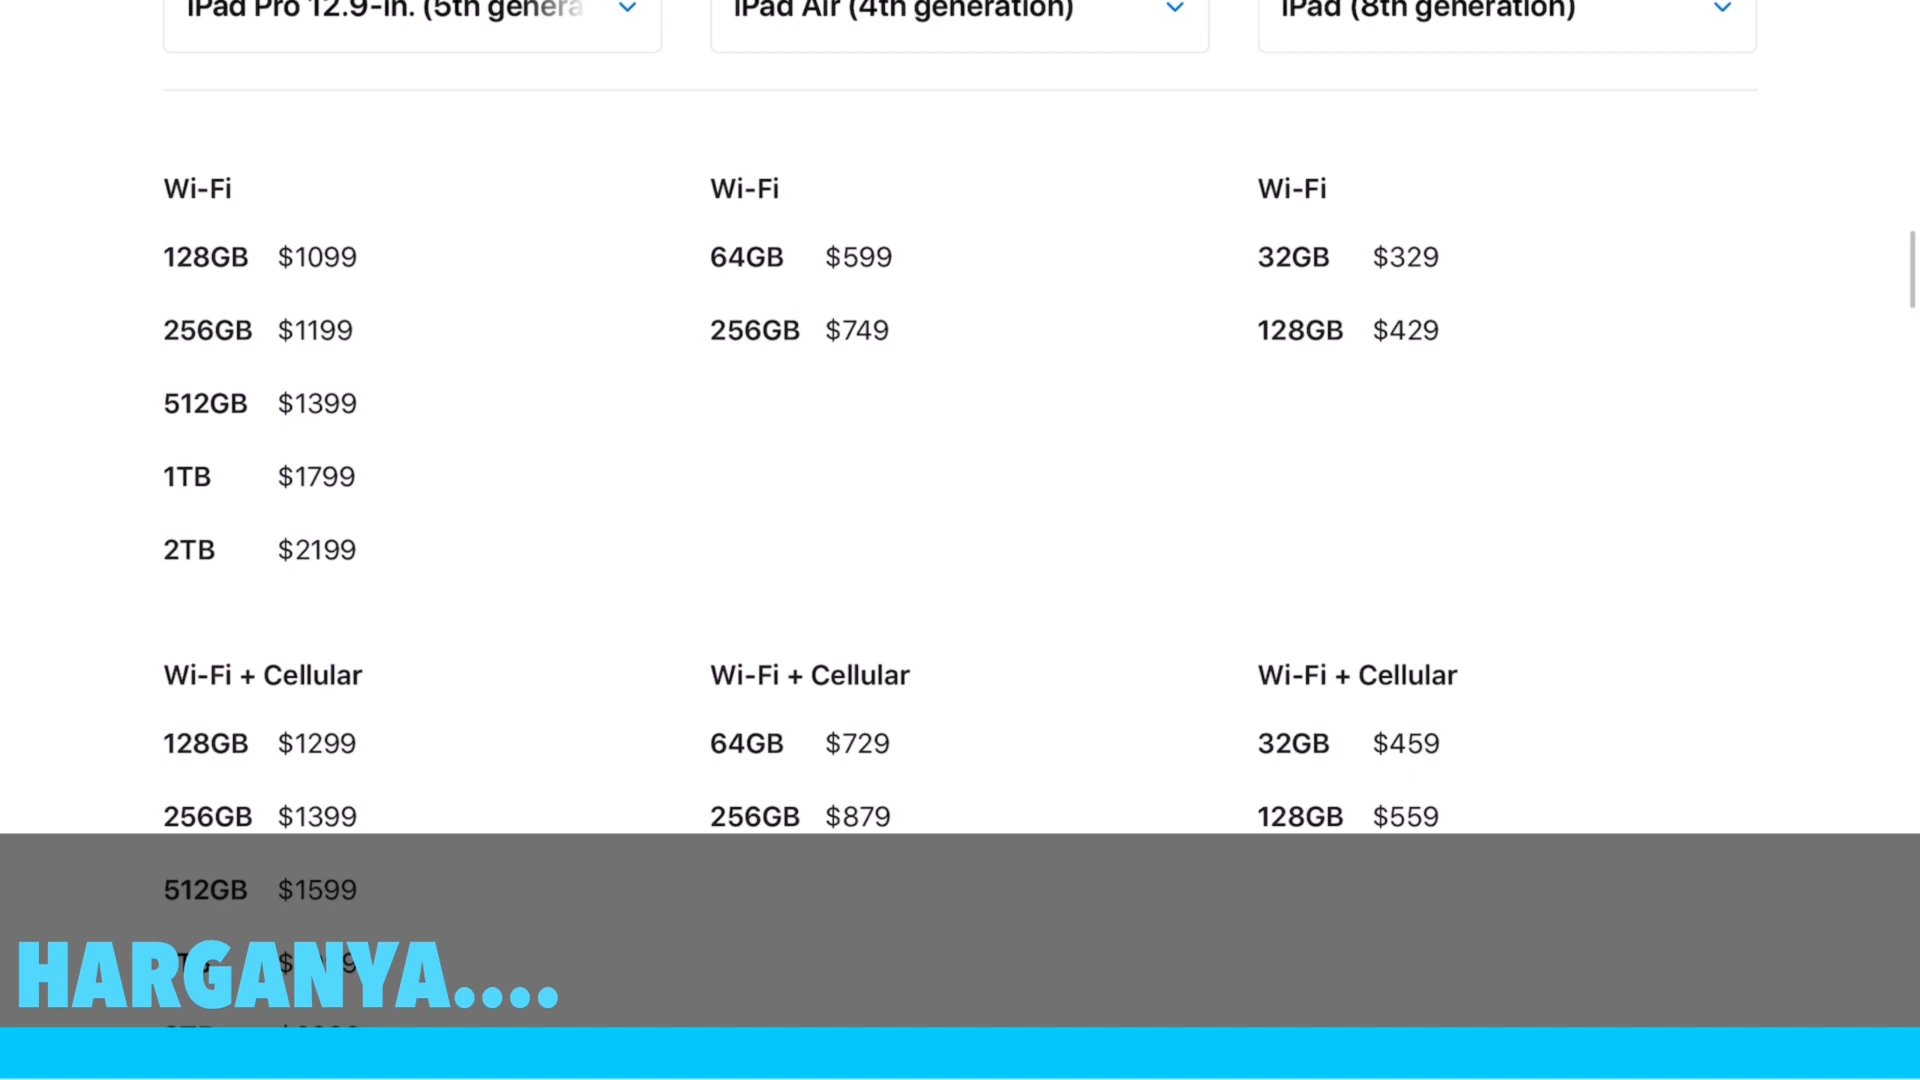 iPad Pro 12.9-in. (5th genera
iPad Air (4th generation)
iPad (8th generation)
Wi-Fi
128GB $1099
256GB $1199
512GB $1399
1TB $1799
2TB $2199
Wi-Fi
64GB $599
256GB $749
Wi-Fi
32GB $329
128GB $429
Wi-Fi + Cellular
128GB $1299
256GB $1399
512GB $1599
Wi-Fi + Cellular
64GB $729
256GB $879
Wi-Fi + Cellular
32GB $459
128GB $559
HARGANYA....